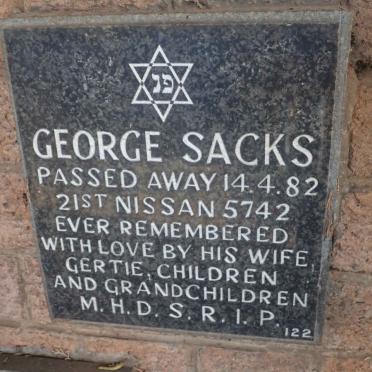 פנ
GEORGE SACKS
PASSED AWAY 14.4.82
21ST NISSAN 5742
EVER REMEMBERED
WITH LOVE BY HIS WIFE
GERTIE, CHILDREN
AND GRANDCHILDREN
M.H.D.S.R.I.P.
122